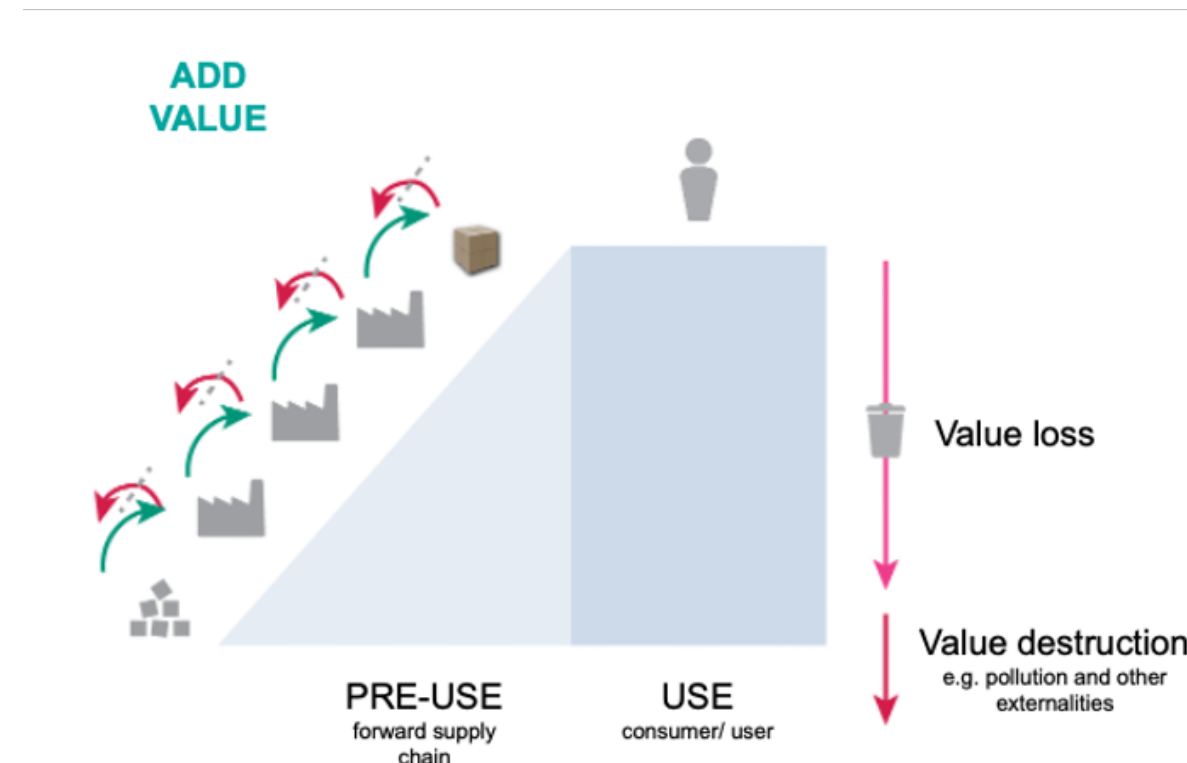 ADD
VALUE
Value loss
Value destruction
e.g. pollution and other
externalities
PRE-USE
forward supply
chain
USE
consumer/ user